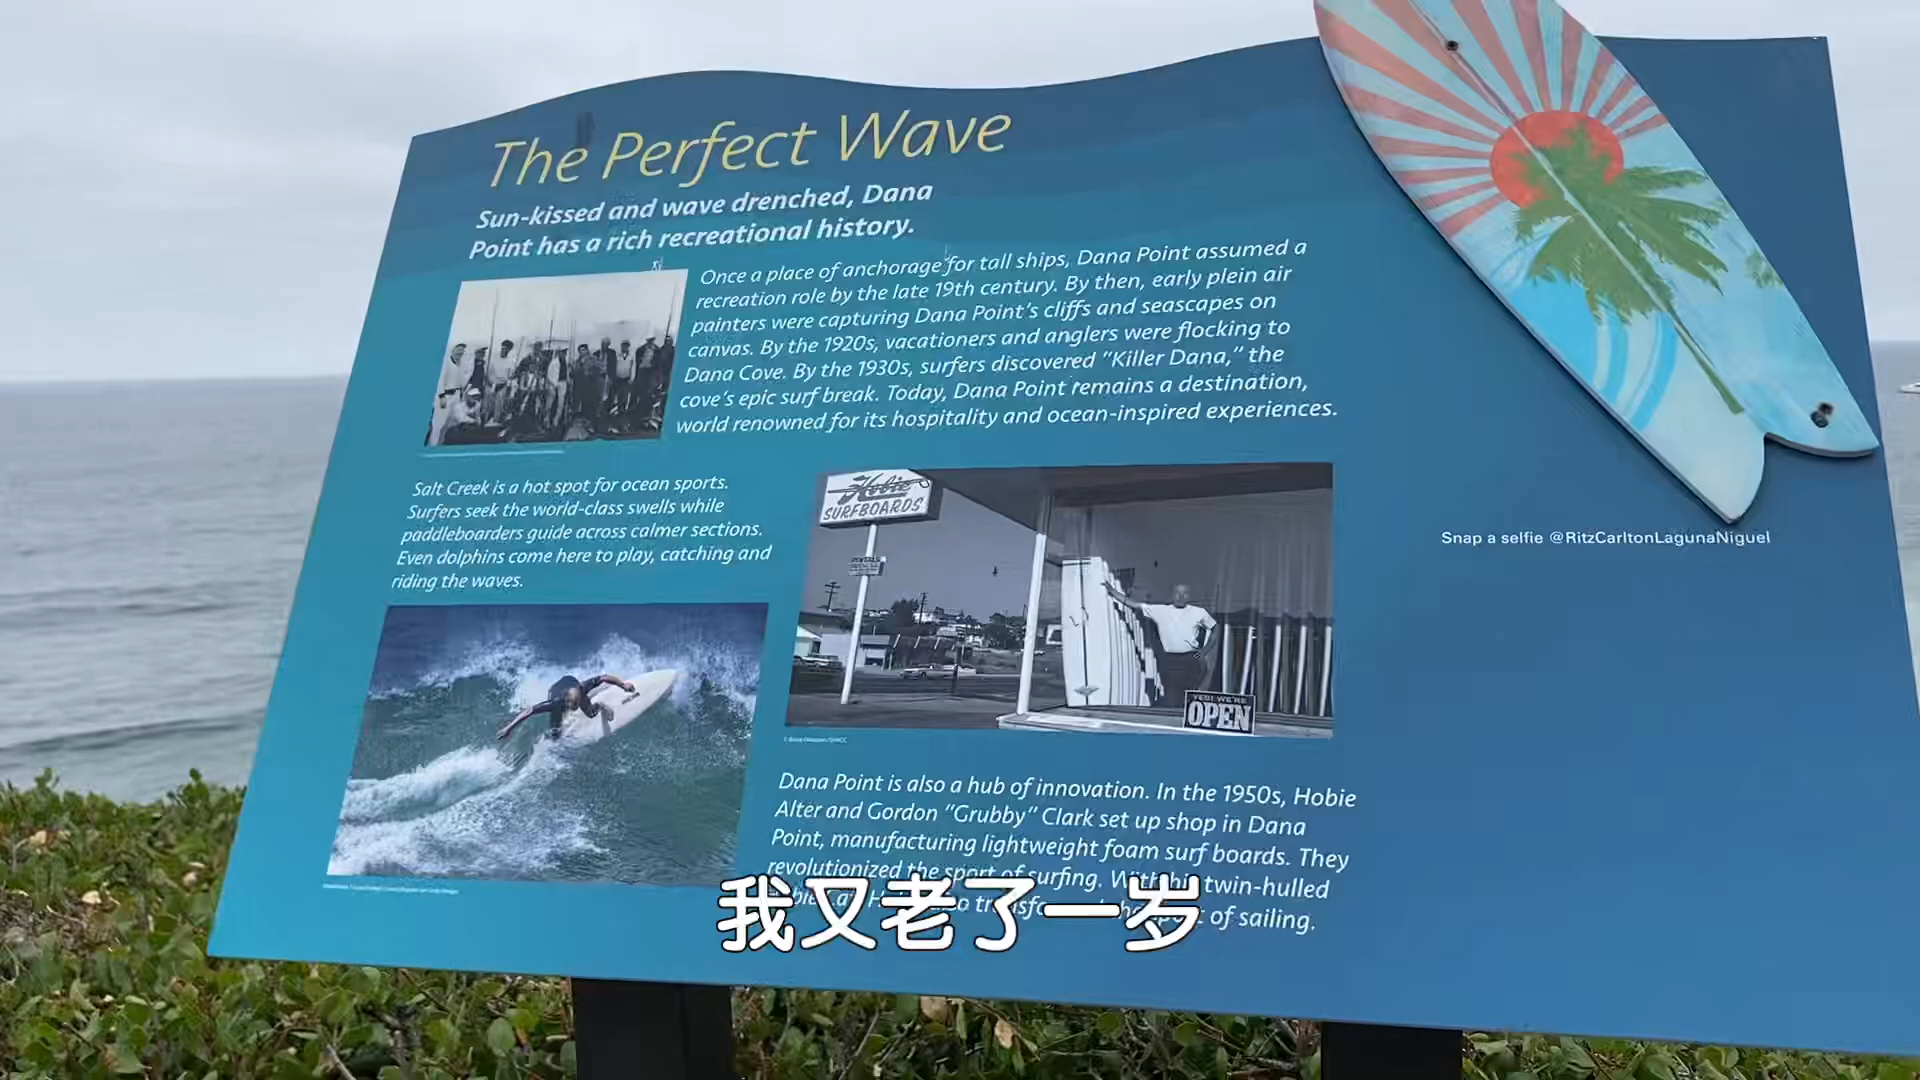 The Perfect Wave
Sun-kissed and wave drenched, Dana
Point has a rich recreational history.
Once a place of anchorage for tall ships, Dana Point assumed a
recreation role by the late 19th century. By then, early plein air
painters were capturing Dana Point's cliffs and seascapes on
canvas. By the 1920s, vacationers and anglers were flocking to
Dana Cove. By the 1930s, surfers discovered "Killer Dana," the
cove's epic surf break. Today, Dana Point remains a destination,
world renowned for its hospitality and ocean-inspired experiences.
Salt Creek is a hot spot for ocean sports.
Surfers seek the world-class swells while
paddleboarders guide across calmer sections.
Even dolphins come here to play, catching and
riding the waves.
Hobie
SURFBOARDS
RENTALS
YES! WE'RE
OPEN
Snap a selfie @RitzCarltonLagunaNiguel
Dana Point is also a hub of innovation. In the 1950s, Hobie
Alter and Gordon "Grubby" Clark set up shop in Dana
Point, manufacturing lightweight foam surf boards. They
revolutionized the sport of surfing. With his twin-hulled
of sailing.
我又老了一岁